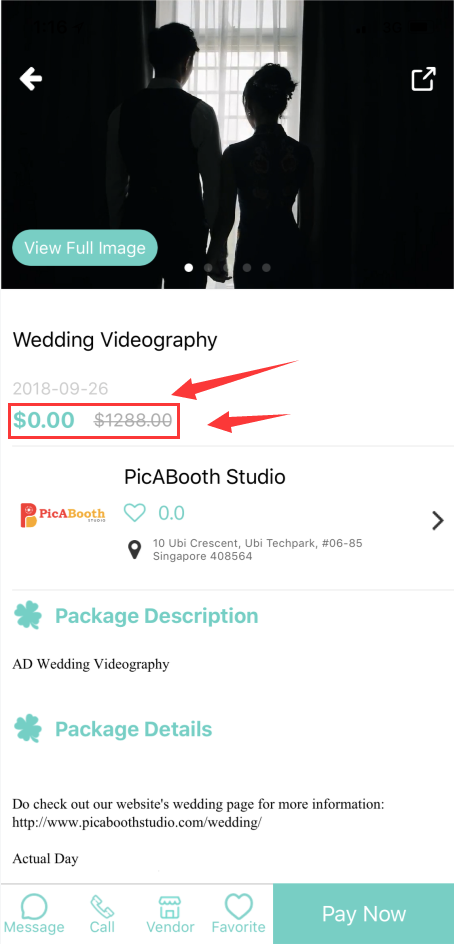 View Full Image
Wedding Videography
2018-09-26
$0.00 $1288.00
PicABooth Studio
PicABooth
STUDIO
0.0
10 Ubi Crescent, Ubi Techpark, #06-85
Singapore 408564
Package Description
AD Wedding Videography
Package Details
Do check out our website's wedding page for more information:
http://www.picaboothstudio.com/wedding/
Actual Day
Message Call Vendor Favorite Pay Now